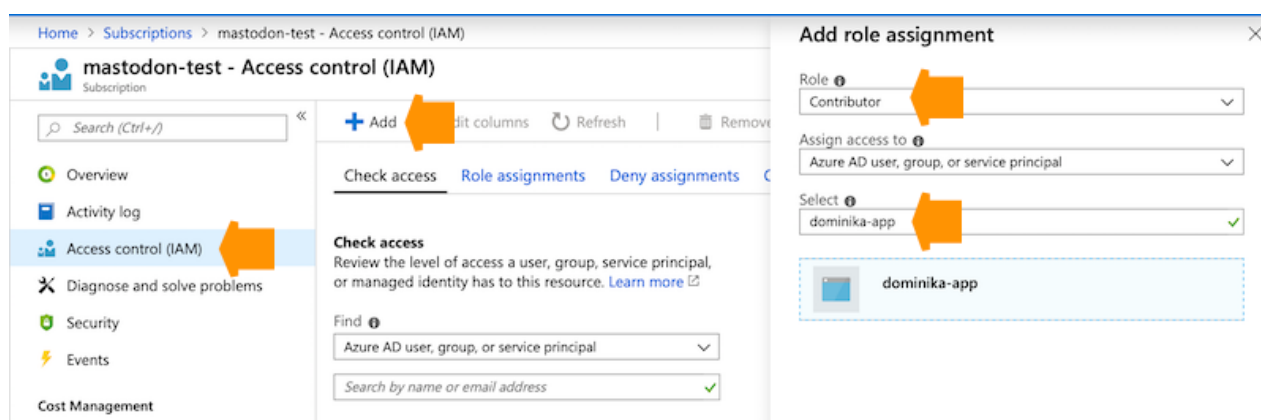 Home > Subscriptions > mastodon-test - Access control (IAM)
mastodon-test - Access control (IAM)
Subscription
Search (Ctrl+/)
Overview
Activity log
Access control (IAM)
Diagnose and solve problems
Security
Events
Cost Management
Add
columns
Refresh
Remove
Check access
Role assignments
Deny assignments
Check access
Review the level of access a user, group, service principal,
or managed identity has to this resource. Learn more
Find
Azure AD user, group, or service principal
Search by name or email address
Add role assignment
Role
Contributor
Assign access to
Azure AD user, group, or service principal
Select
dominika-app
dominika-app